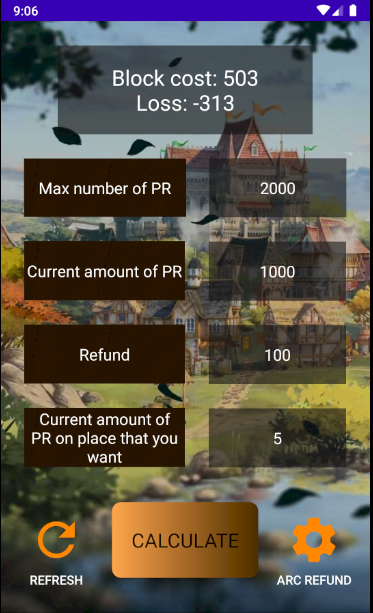 9:06
Block cost: 503
Loss: -313
Max number of PR
2000
Current amount of PR
1000
Refund
100
Current amount of
PR on place that you
want
5
CALCULATE
REFRESH
ARC REFUND